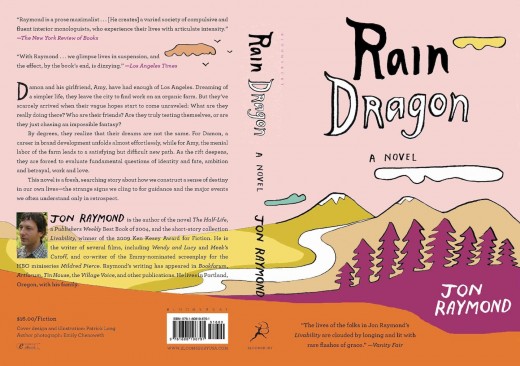 "Raymond is a prose maximalist . . . [He creates] a varied society of compulsive and
fluent interior monologuists, who experience their lives with articulate intensity."
—The New York Review of Books
"With Raymond . . . we glimpse lives in suspension, and
the effect, by the book's end, is dizzying." —Los Angeles Times
Damon and his girlfriend, Amy, have had enough of Los Angeles. Dreaming of
a simpler life, they leave the city to find work on an organic farm. But they've
scarcely arrived when their vague hopes start to come unraveled: What are they
really doing there? Who are their friends? Are they truly testing themselves, or are
they just chasing an impossible fantasy?
By degrees, they realize that their dreams are not the same. For Damon, a
career in brand development unfolds almost effortlessly, while for Amy, the menial
labor of the farm leads to a satisfying but difficult new path. As the rift deepens,
they are forced to evaluate fundamental questions of identity and fate, ambition
and betrayal, work and love.
This novel is a fresh, searching story about how we construct a sense of destiny
in our own lives—the strange signs we cling to for guidance and the major events we
often understand only in retrospect.
JON RAYMOND is the author of the novel The Half-Life,
a Publishers Weekly Best Book of 2004, and the short-story collection
Livability, winner of the 2009 Ken Kesey Award for Fiction. He is
the writer of several films, including Wendy and Lucy and Meek's
Cutoff, and co-writer of the Emmy-nominated screenplay for the
HBO miniseries Mildred Pierce. Raymond's writing has appeared in Bookforum,
Artforum, Tin House, the Village Voice, and other publications. He lives in Portland,
Oregon, with his family.
$16.00/Fiction
Cover design and illustration: Patti
Author photograph: Emily Chenoweth
BLOOMSBURY
Rain
Dragon
A NOVEL
JON RAYMOND
BLOOMSBURY
Rain
Dragon
A NOVEL
JON
RAYMOND
"The lives of the folks in Jon Raymond's
Livability are clouded by longing and lit with
rare flashes of grace." —Vanity Fair